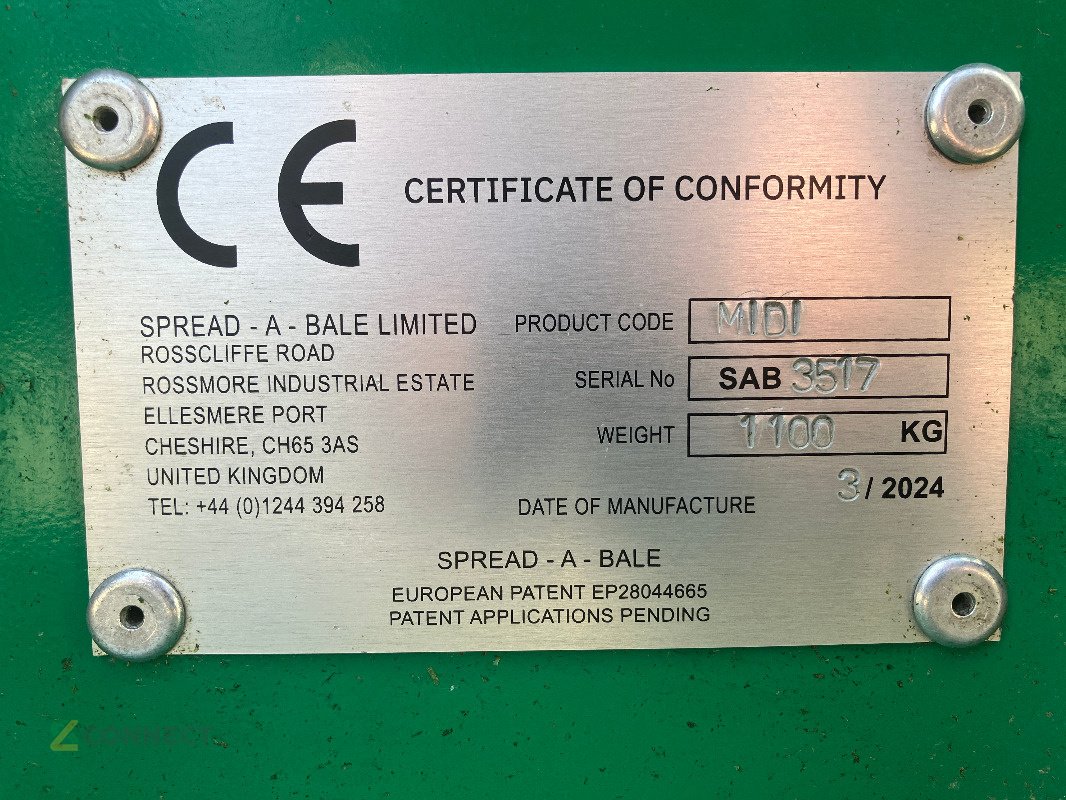 CE CERTIFICATE OF CONFORMITY
SPREAD - A - BALE LIMITED
ROSSCLIFFE ROAD
ROSSMORE INDUSTRIAL ESTATE
ELLESMERE PORT
CHESHIRE, CH65 3AS
UNITED KINGDOM
TEL: +44 (0)1244 394 258
PRODUCT CODE MIDI
SERIAL No SAB 3517
WEIGHT 1100 KG
DATE OF MANUFACTURE 3 / 2024
SPREAD - A - BALE
EUROPEAN PATENT EP28044665
PATENT APPLICATIONS PENDING